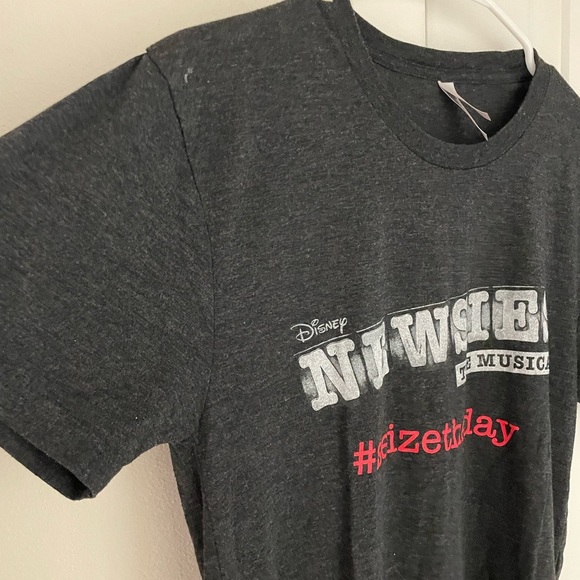 Disney
NEWSIES
THE MUSICAL
#seizetheday